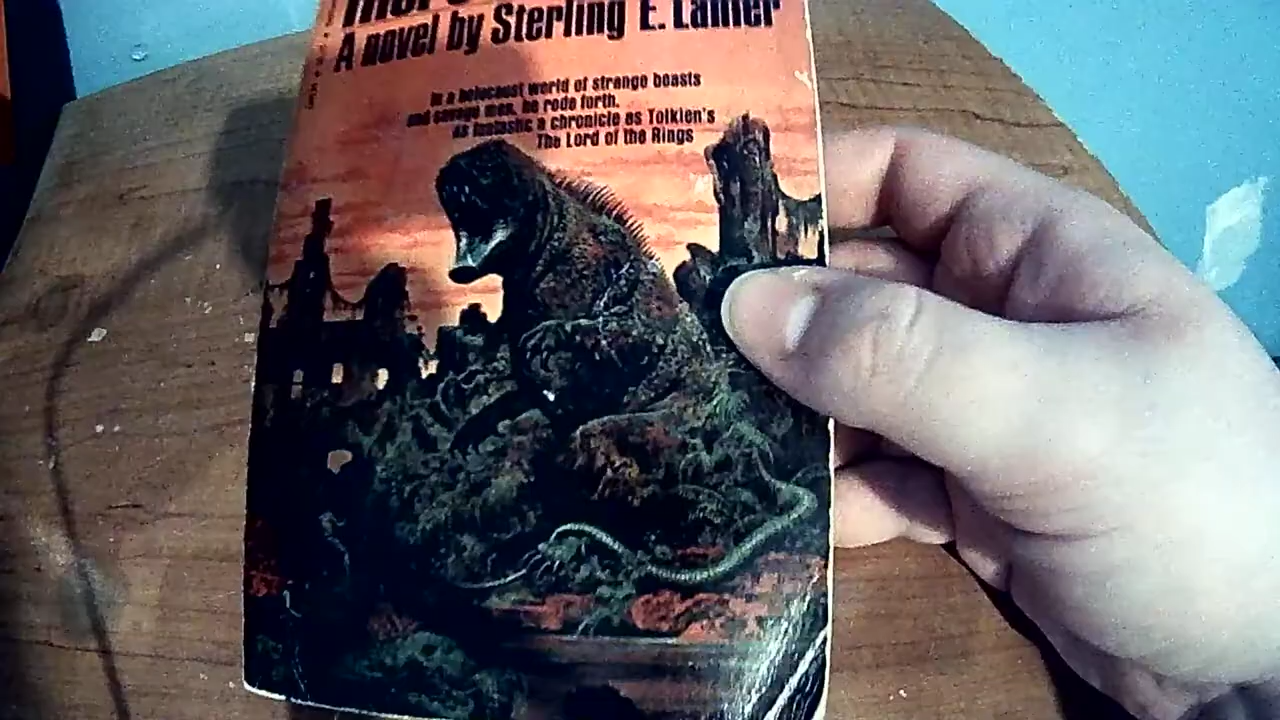 A novel by Sterling E. Lanier
In a holocaust world of strange beasts
and savage men, he rode forth.
As fantastic a chronicle as Tolkien's
The Lord of the Rings